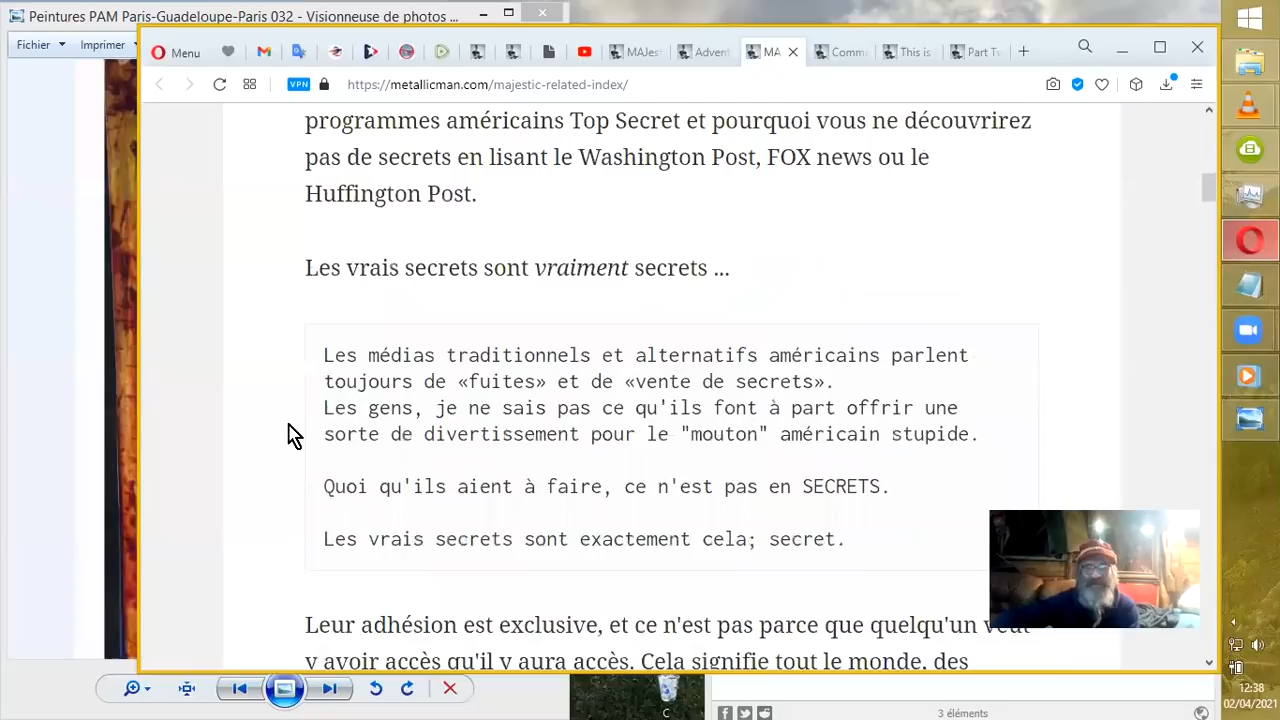 Peintures PAM Paris-Guadeloupe-Paris 032 - Visionneuse de photos ...
Fichier
Imprimer
Menu
MAJes
Advent
MA
Comme
This is
Part Tv
VPN
https://metallicman.com/majestic-related-index/
programmes américains Top Secret et pourquoi vous ne découvrirez
pas de secrets en lisant le Washington Post, FOX news ou le
Huffington Post.
Les vrais secrets sont vraiment secrets ...
Les médias traditionnels et alternatifs américains parlent
toujours de «fuites» et de «vente de secrets».
Les gens, je ne sais pas ce qu'ils font à part offrir une
sorte de divertissement pour le "mouton" américain stupide.
Quoi qu'ils aient à faire, ce n'est pas en SECRETS.
Les vrais secrets sont exactement cela; secret.
Leur adhésion est exclusive, et ce n'est pas parce que quelqu'un veut
y avoir accès qu'il y aura accès. Cela signifie tout le monde, des
C
3 éléments
12:38
02/04/2021